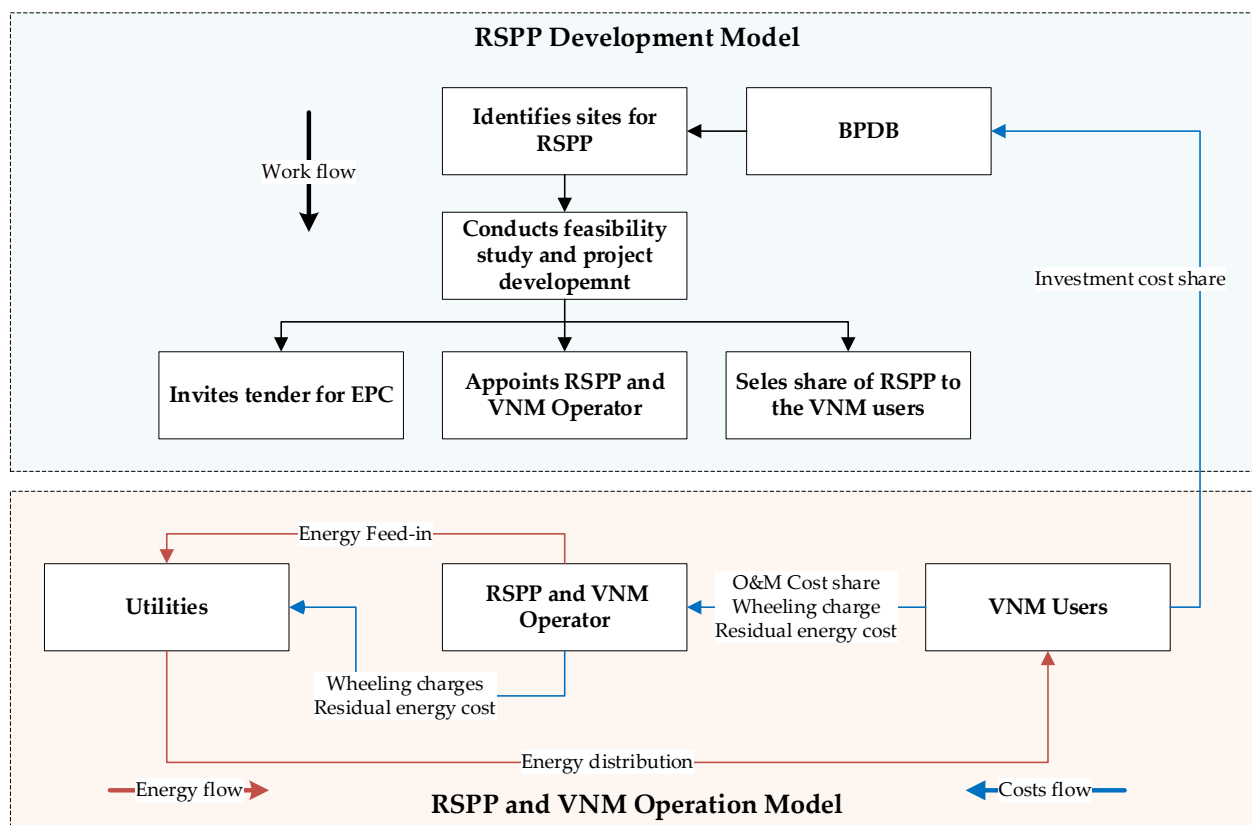 RSPP Development Model
Identifies sites for
RSPP
BPDB
Work flow
Conducts feasibility
study and project
developemnt
Investment cost share
Invites tender for EPC
Appoints RSPP and
VNM Operator
Seles share of RSPP to
the VNM users
Energy Feed-in
Utilities
RSPP and VNM
Operator
O&M Cost share
Wheeling charge
Residual energy cost
VNM Users
Wheeling charges
Residual energy cost
Energy distribution
Energy flow
Costs flow
RSPP and VNM Operation Model